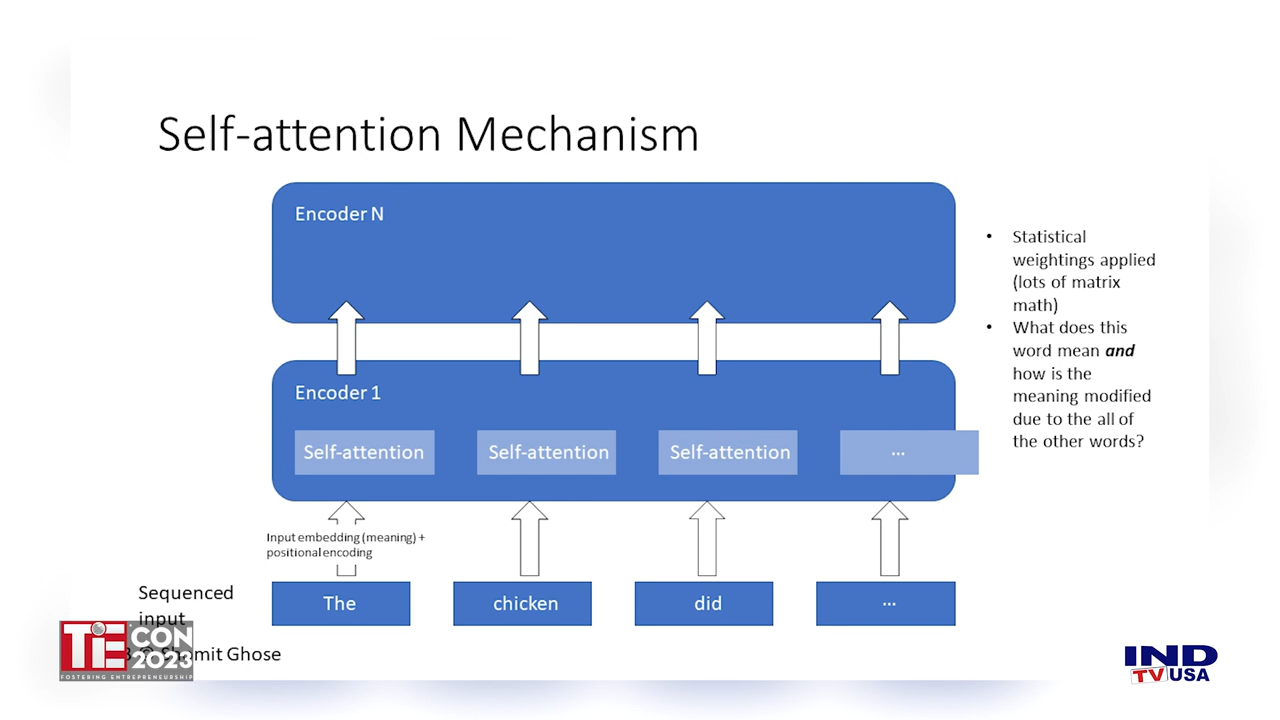 Self-attention Mechanism
Encoder N
• Statistical
weightings applied
(lots of matrix
math)
• What does this
word mean and
how is the
meaning modified
due to the all of
the other words?
Encoder 1
Self-attention
Self-attention
Self-attention
...
Input embedding (meaning) +
positional encoding
Sequenced
input
The
chicken
did
...
TiE CON
2023
FOSTERING ENTREPRENEURSHIP
Ghose
IND
TV USA